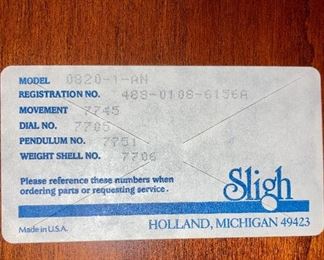 MODEL 0820-1-AN
REGISTRATION NO. 488-0108-6156A
MOVEMENT 7745
DIAL NO. 7705
PENDULUM NO. 7751
WEIGHT SHELL NO. 7706
Please reference these numbers when
ordering parts or requesting service.
Sligh
Made in U.S.A.
HOLLAND, MICHIGAN 49423